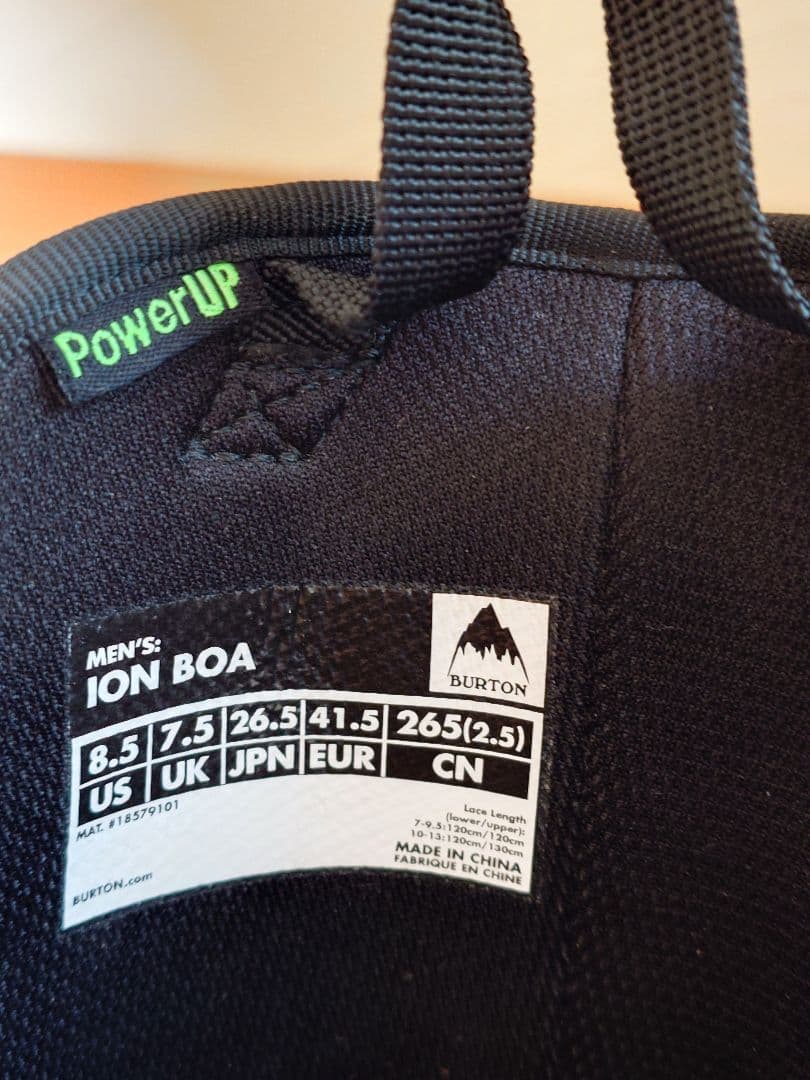 PowerUP
MEN'S:
ION BOA
BURTON
8.5 7.5 26.5 41.5 265(2.5)
US UK JPN EUR CN
MAT. #18579101
Lace Length
(lower/upper):
7-9.5:120cm/120cm
10-13:120cm/130cm
MADE IN CHINA
FABRIQUE EN CHINE
BURTON.com